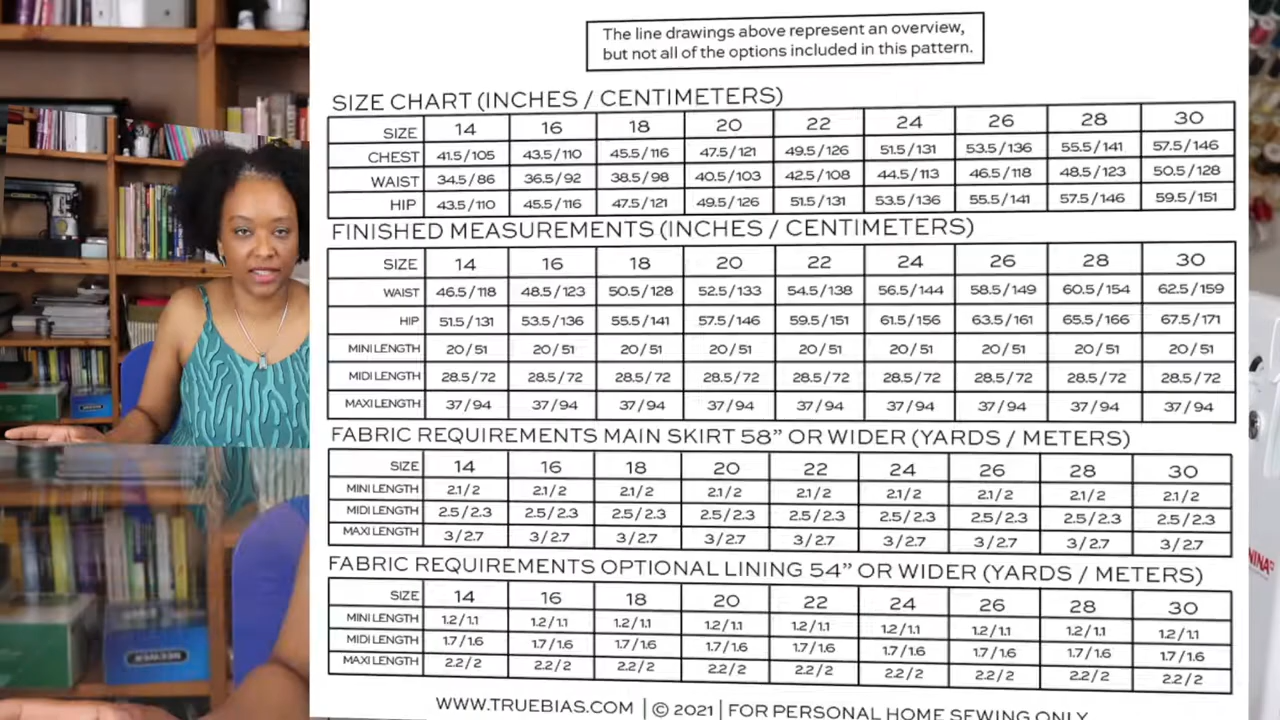 The line drawings above represent an overview,
but not all of the options included in this pattern.
SIZE CHART (INCHES / CENTIMETERS)
SIZE 14 16 18 20 22 24 26 28 30
CHEST 41.5/105 43.5/110 45.5/116 47.5/121 49.5/126 51.5/131 53.5/136 55.5/141 57.5/146
WAIST 34.5/86 36.5/92 38.5/98 40.5/103 42.5/108 44.5/113 46.5/118 48.5/123 50.5/128
HIP 43.5/110 45.5/116 47.5/121 49.5/126 51.5/131 53.5/136 55.5/141 57.5/146 59.5/151
FINISHED MEASUREMENTS (INCHES / CENTIMETERS)
SIZE 14 16 18 20 22 24 26 28 30
WAIST 46.5/118 48.5/123 50.5/128 52.5/133 54.5/138 56.5/144 58.5/149 60.5/154 62.5/159
HIP 51.5/131 53.5/136 55.5/141 57.5/146 59.5/151 61.5/156 63.5/161 65.5/166 67.5/171
MINI LENGTH 20/51 20/51 20/51 20/51 20/51 20/51 20/51 20/51 20/51
MIDI LENGTH 28.5/72 28.5/72 28.5/72 28.5/72 28.5/72 28.5/72 28.5/72 28.5/72 28.5/72
MAXI LENGTH 37/94 37/94 37/94 37/94 37/94 37/94 37/94 37/94 37/94
FABRIC REQUIREMENTS MAIN SKIRT 58” OR WIDER (YARDS / METERS)
SIZE 14 16 18 20 22 24 26 28 30
MINI LENGTH 2.1/2 2.1/2 2.1/2 2.1/2 2.1/2 2.1/2 2.1/2 2.1/2 2.1/2
MIDI LENGTH 2.5/2.3 2.5/2.3 2.5/2.3 2.5/2.3 2.5/2.3 2.5/2.3 2.5/2.3 2.5/2.3 2.5/2.3
MAXI LENGTH 3/2.7 3/2.7 3/2.7 3/2.7 3/2.7 3/2.7 3/2.7 3/2.7 3/2.7
FABRIC REQUIREMENTS OPTIONAL LINING 54” OR WIDER (YARDS / METERS)
SIZE 14 16 18 20 22 24 26 28 30
MINI LENGTH 1.2/1.1 1.2/1.1 1.2/1.1 1.2/1.1 1.2/1.1 1.2/1.1 1.2/1.1 1.2/1.1 1.2/1.1
MIDI LENGTH 1.7/1.6 1.7/1.6 1.7/1.6 1.7/1.6 1.7/1.6 1.7/1.6 1.7/1.6 1.7/1.6 1.7/1.6
MAXI LENGTH 2.2/2 2.2/2 2.2/2 2.2/2 2.2/2 2.2/2 2.2/2 2.2/2 2.2/2
WWW.TRUEBIAS.COM | © 2021 | FOR PERSONAL HOME SEWING ONLY